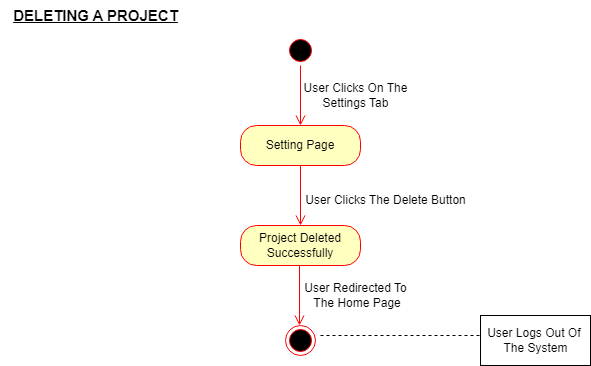 DELETING A PROJECT
User Clicks On The
Settings Tab
Setting Page
User Clicks The Delete Button
Project Deleted
Successfully
User Redirected To
The Home Page
User Logs Out Of
The System